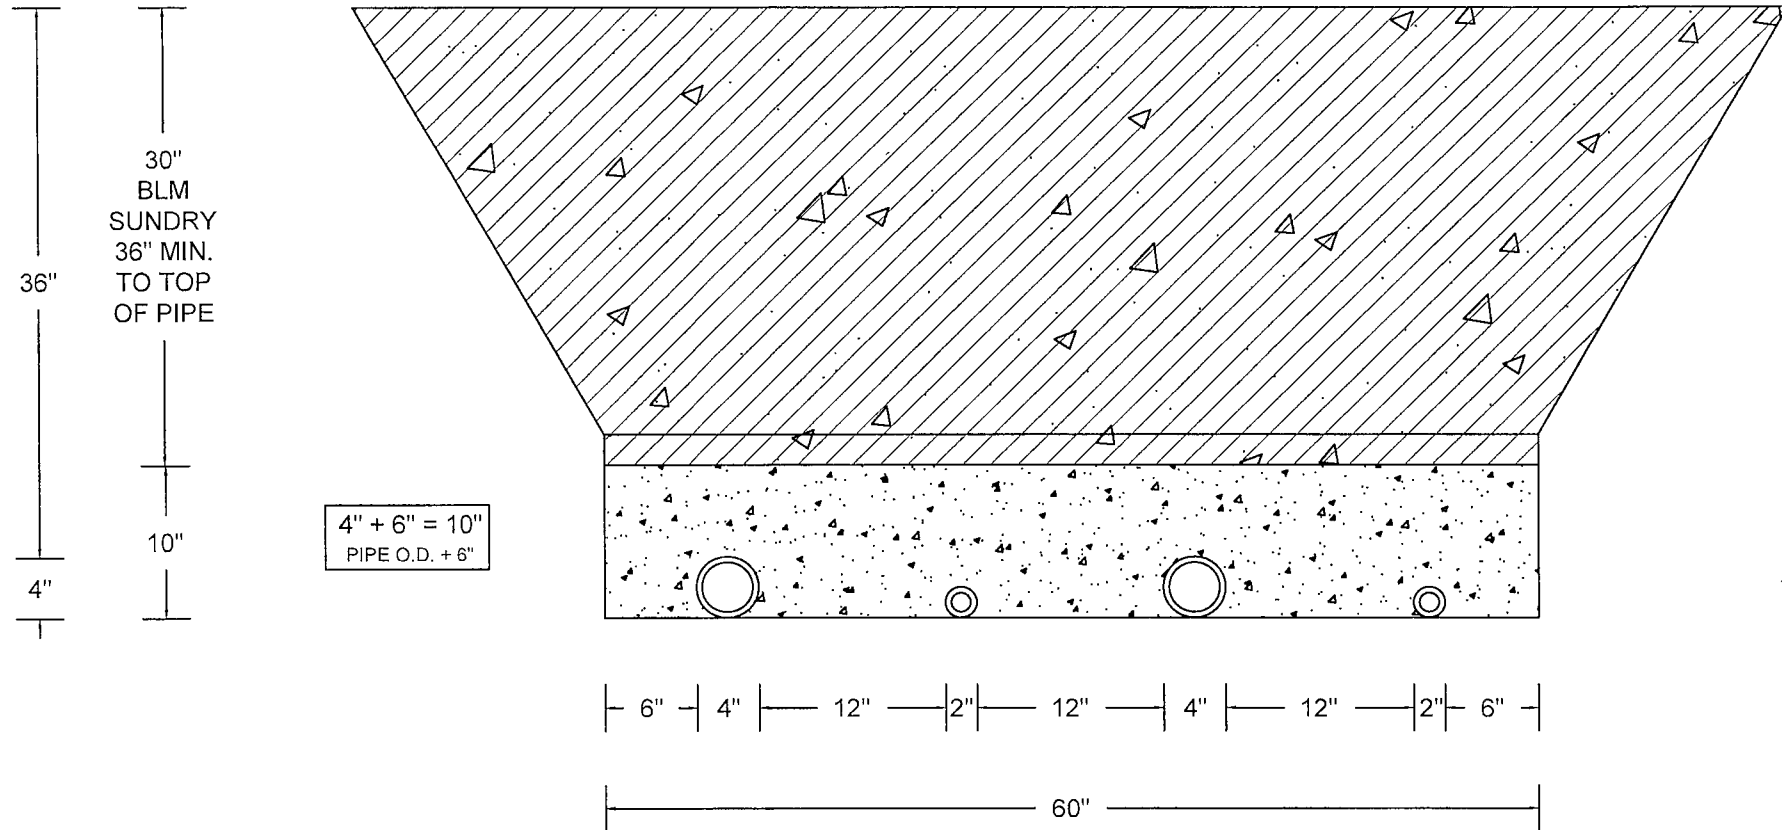 30"
BLM
SUNDRY
36" MIN.
TO TOP
OF PIPE
36"
10"
4"
4" + 6" = 10"
PIPE O.D. + 6"
6" 4" 12" 2" 12" 4" 12" 2" 6"
60"